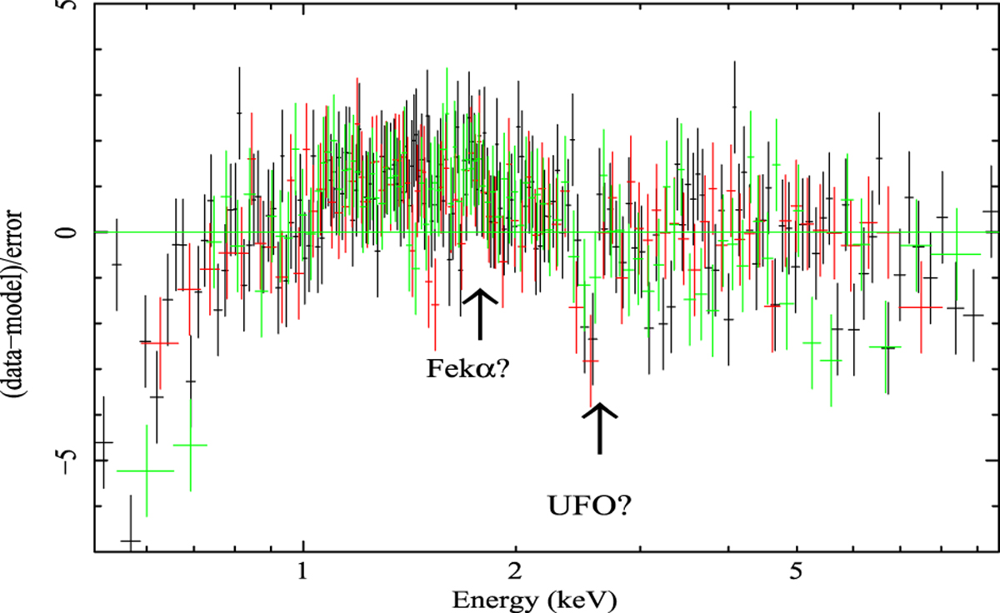 5
0
−5
(data−model)/error
Fekα?
UFO?
1
2
5
Energy (keV)